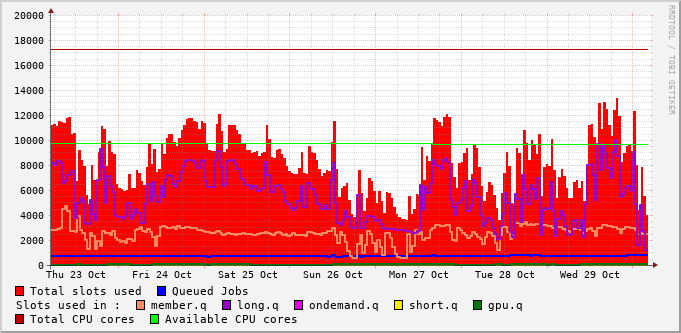 RRDTOOL / TOBI OETIKER
20000
18000
16000
14000
12000
10000
8000
6000
4000
2000
0
Thu 23 Oct Fri 24 Oct Sat 25 Oct Sun 26 Oct Mon 27 Oct Tue 28 Oct Wed 29 Oct
Total slots used Queued Jobs
Slots used in : member.q long.q ondemand.q short.q gpu.q
Total CPU cores Available CPU cores